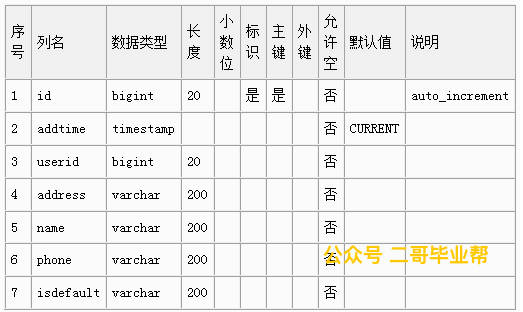 序号 列名 数据类型 长度 小数位 标识 主键 外键 允许空 默认值 说明
1 id bigint 20 是 是 否 auto_increment
2 addtime timestamp 否 CURRENT
3 userid bigint 20 否
4 address varchar 200 否
5 name varchar 200 否
6 phone varchar 200 否
公众号 二哥毕业帮
7 isdefault varchar 200 否